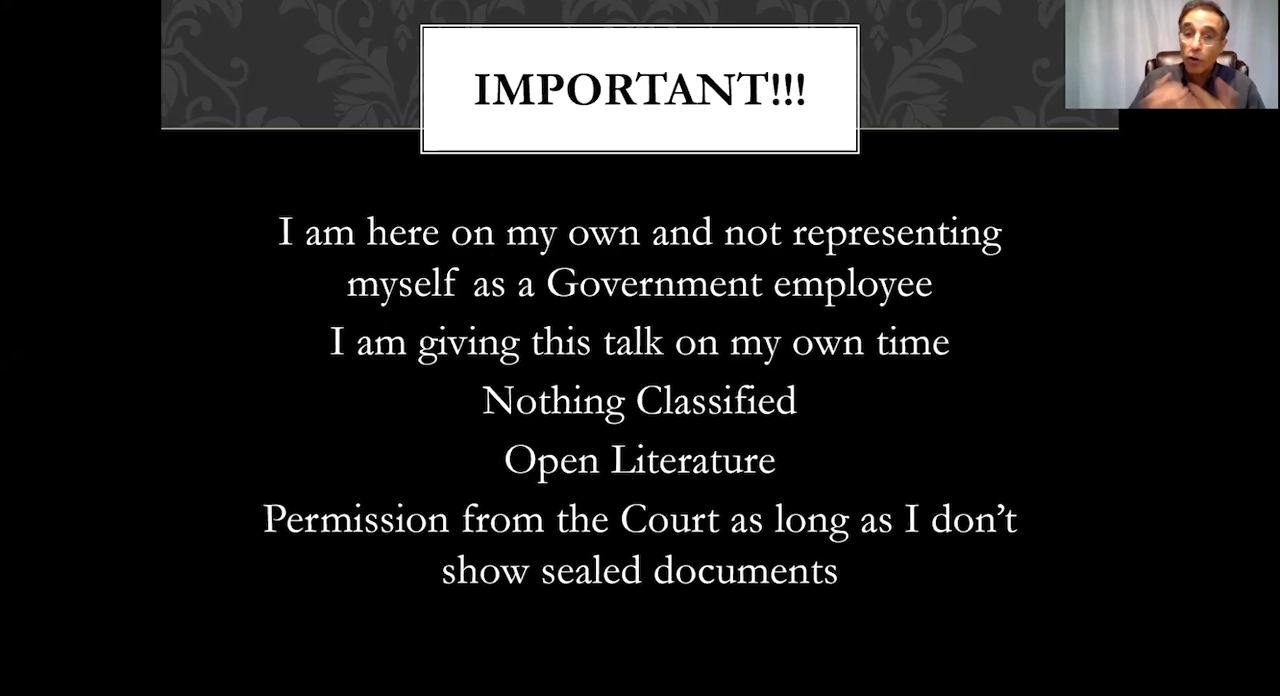 IMPORTANT!!!
I am here on my own and not representing
myself as a Government employee
I am giving this talk on my own time
Nothing Classified
Open Literature
Permission from the Court as long as I don’t
show sealed documents